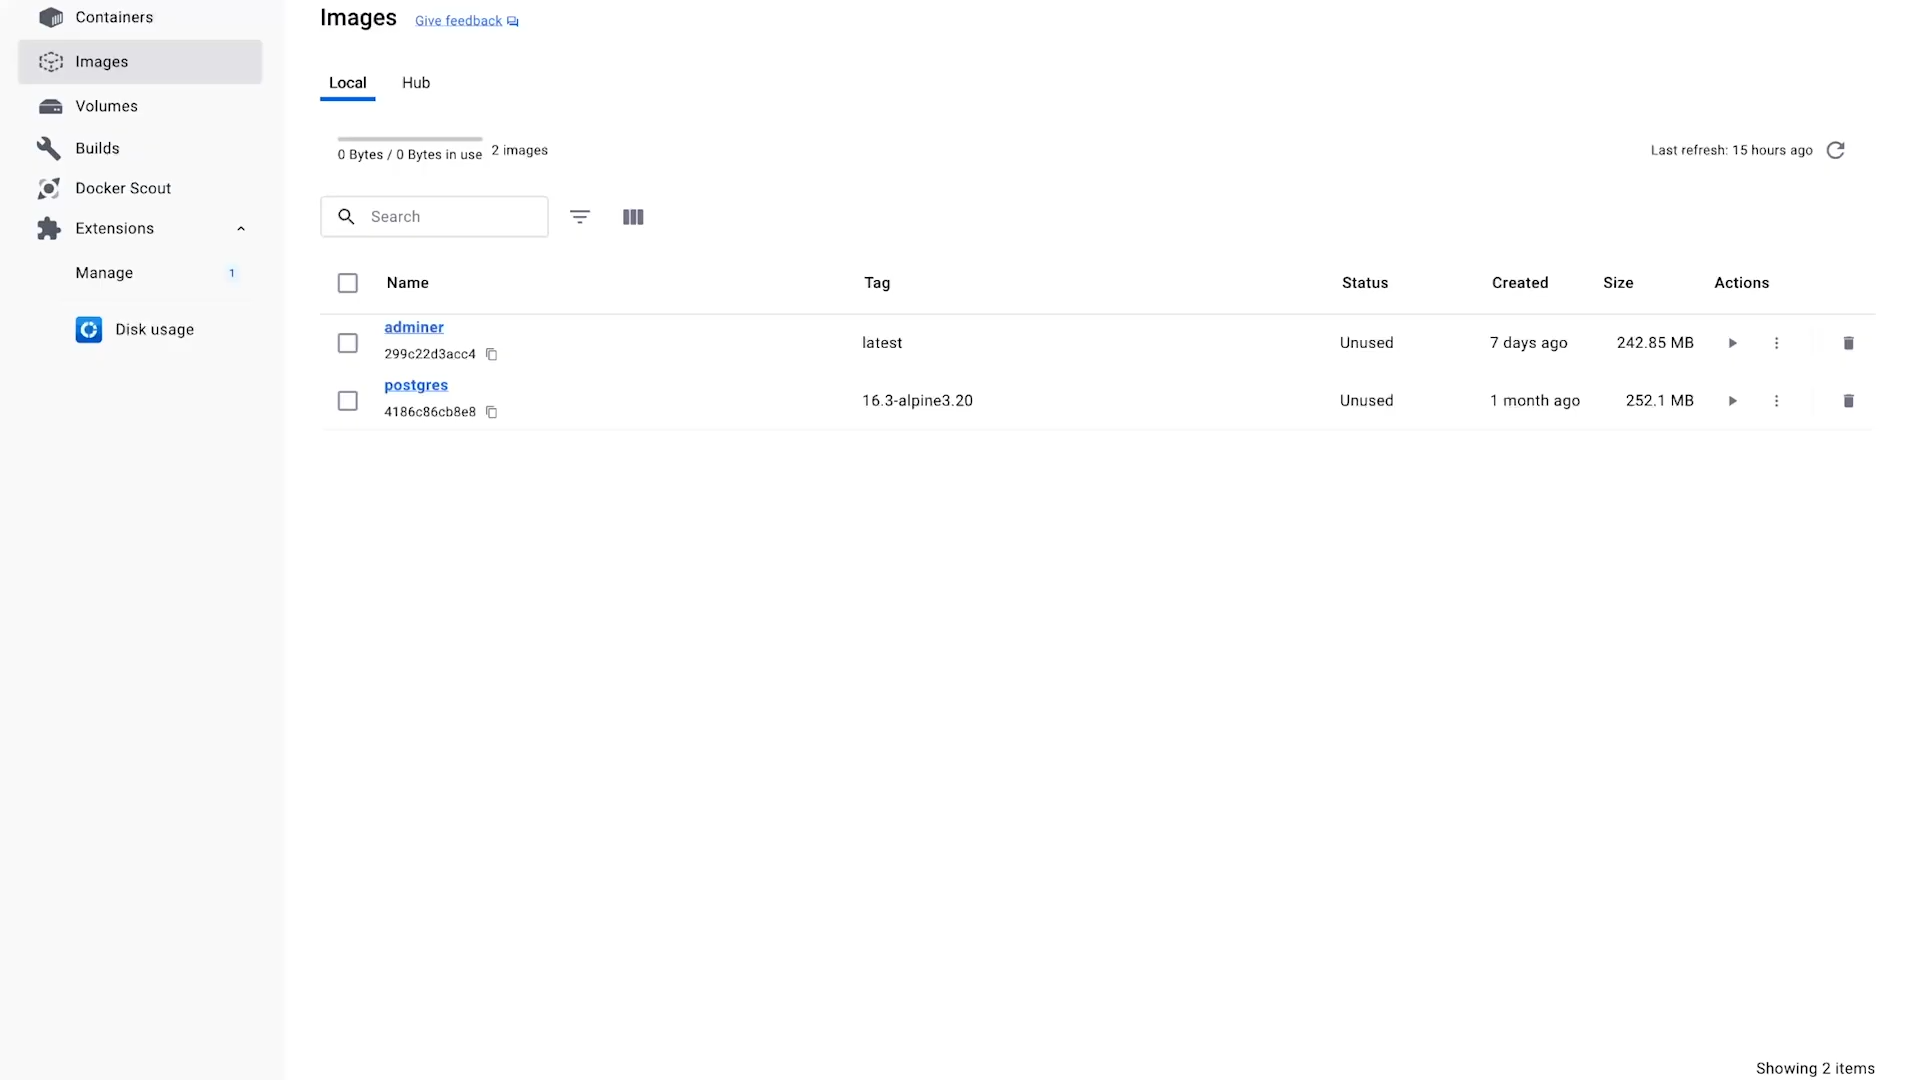 Containers
Images
Volumes
Builds
Docker Scout
Extensions
Manage 1
Disk usage
Images Give feedback
Local Hub
0 Bytes / 0 Bytes in use 2 images
Last refresh: 15 hours ago
Search
Name Tag Status Created Size Actions
adminer
299c22d3acc4
latest Unused 7 days ago 242.85 MB
postgres
4186c86cb8e8
16.3-alpine3.20 Unused 1 month ago 252.1 MB
Showing 2 items